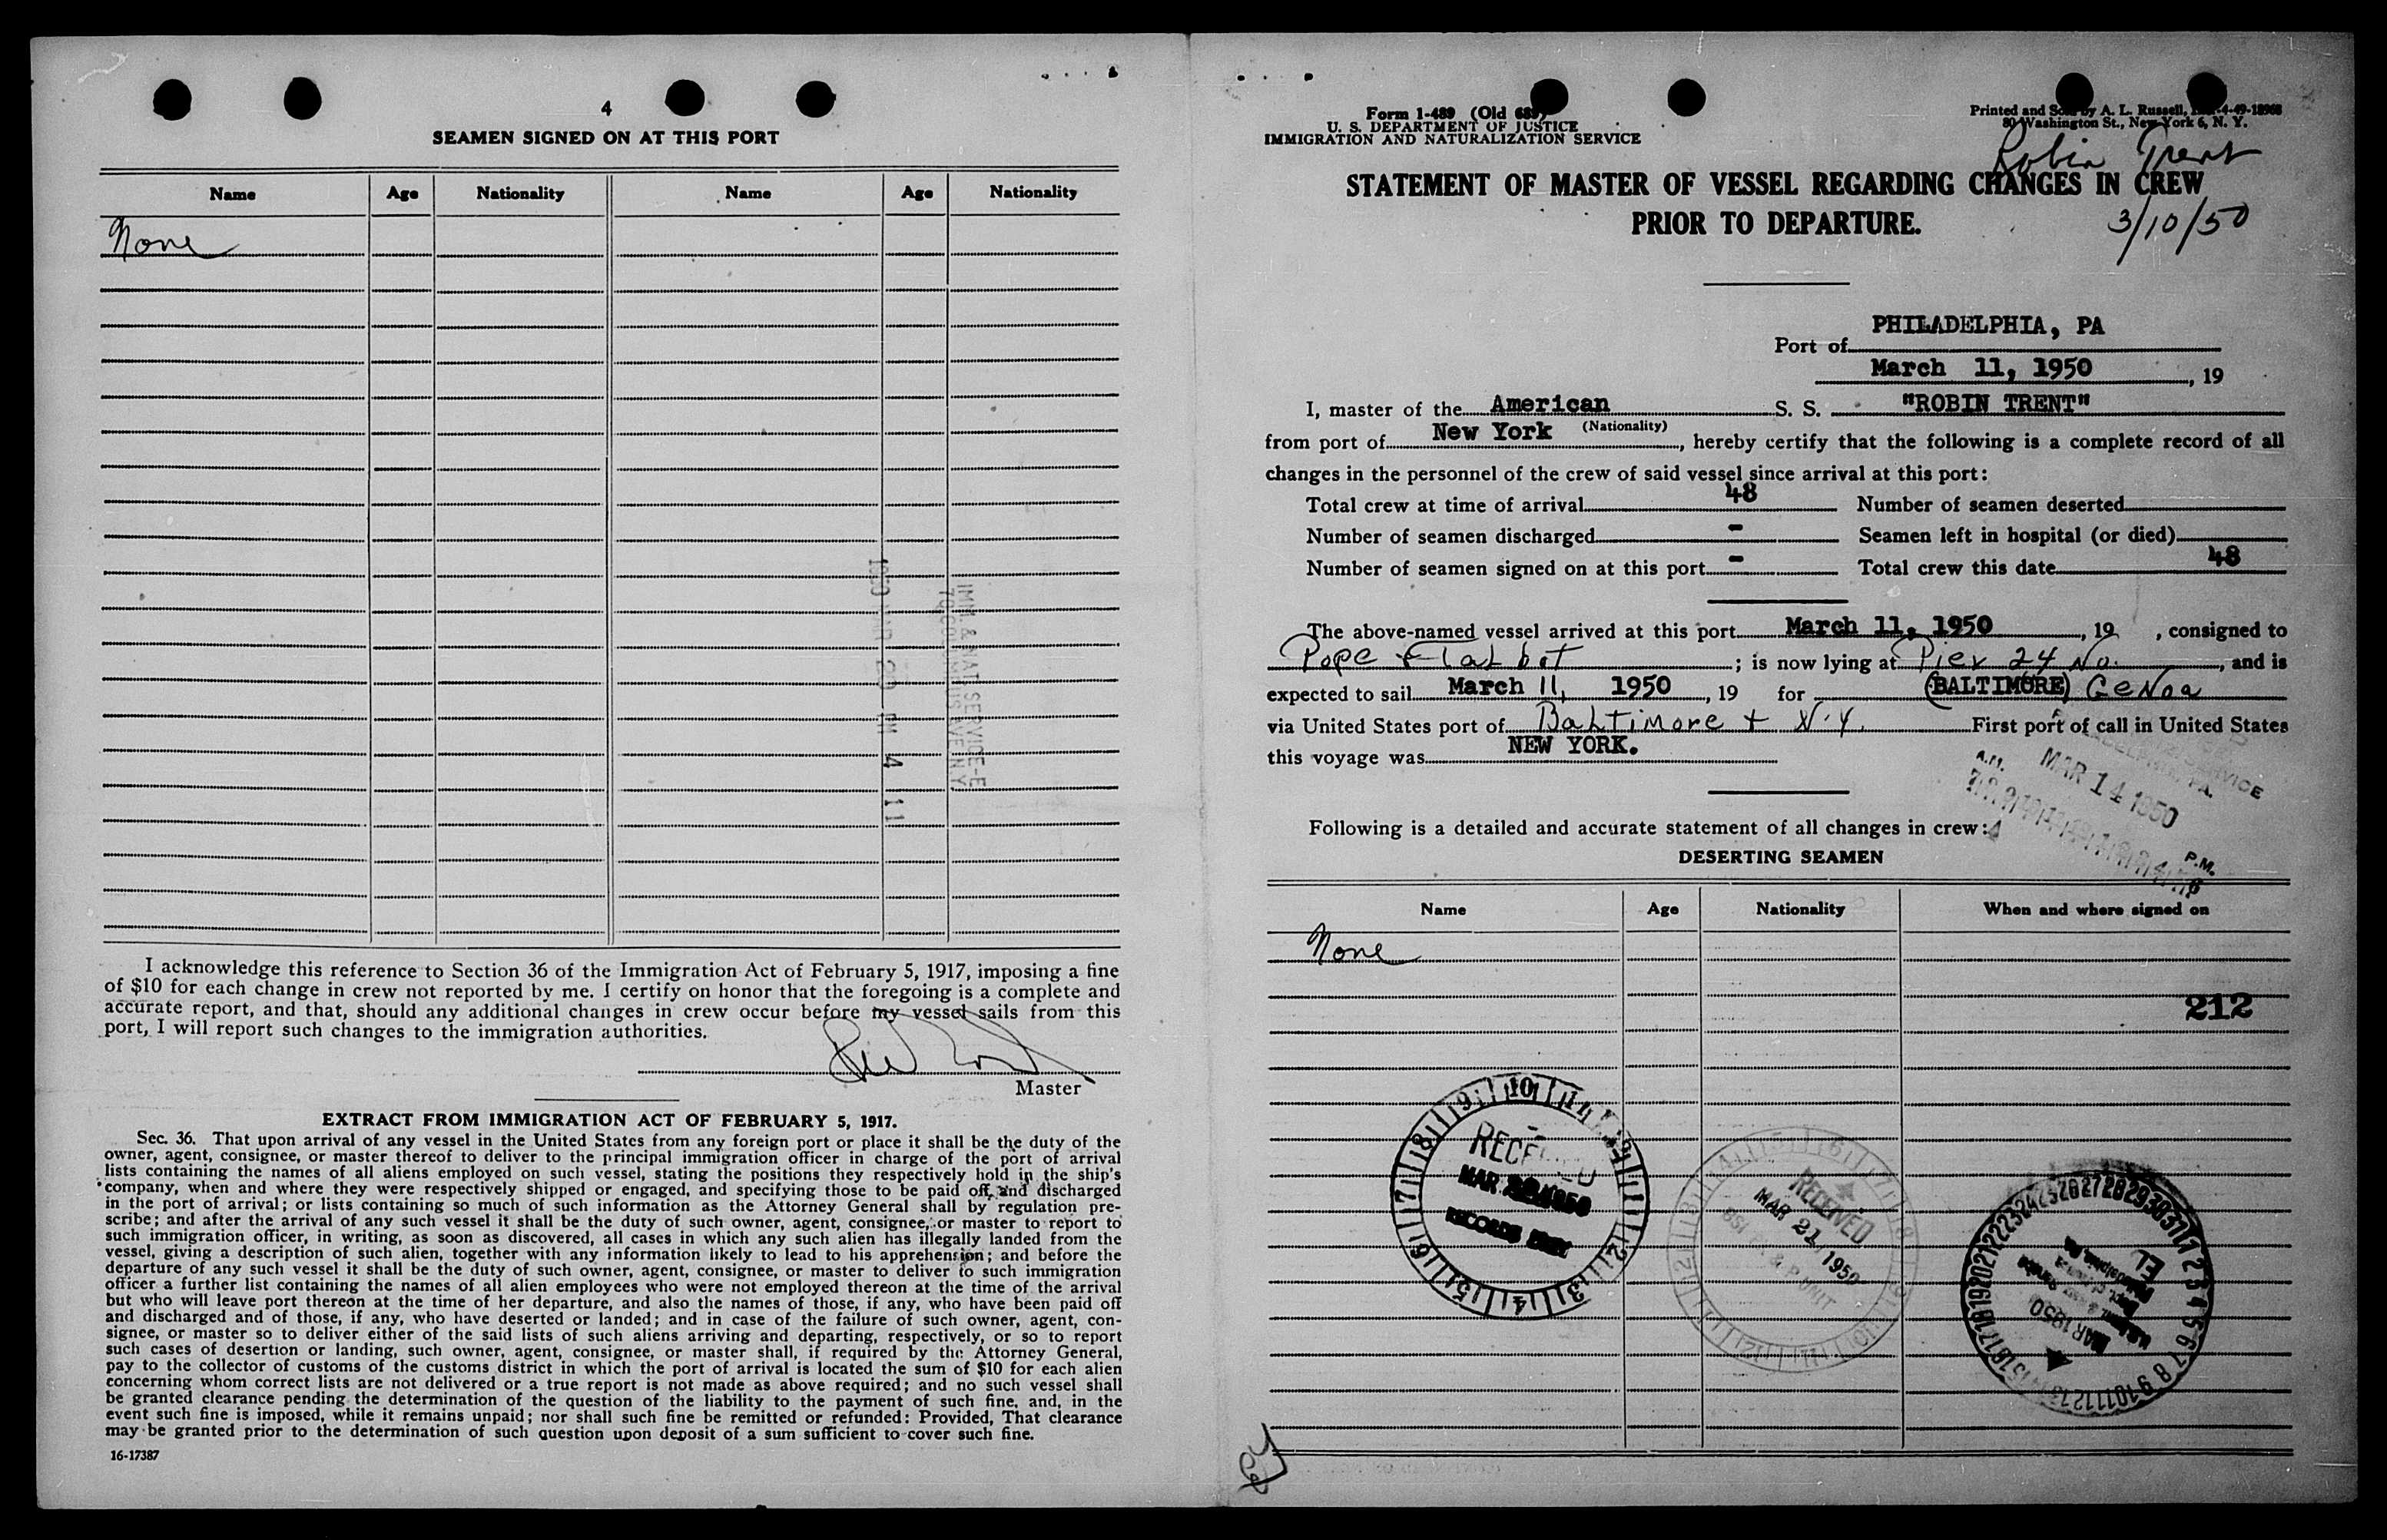 4
SEAMEN SIGNED ON AT THIS PORT
Name Age Nationality Name Age Nationality
None
1950 MAR 20 PM 4 11
IMM. & NAT. SERVICE-E
70 COLUMBUS AVE N.Y.
I acknowledge this reference to Section 36 of the Immigration Act of February 5, 1917, imposing a fine
of $10 for each change in crew not reported by me. I certify on honor that the foregoing is a complete and
accurate report, and that, should any additional changes in crew occur before my vessel sails from this
port, I will report such changes to the immigration authorities.
Master
EXTRACT FROM IMMIGRATION ACT OF FEBRUARY 5, 1917.
Sec. 36. That upon arrival of any vessel in the United States from any foreign port or place it shall be the duty of the
owner, agent, consignee, or master thereof to deliver to the principal immigration officer in charge of the port of arrival
lists containing the names of all aliens employed on such vessel, stating the positions they respectively hold in the ship's
company, when and where they were respectively shipped or engaged, and specifying those to be paid off and discharged
in the port of arrival; or lists containing so much of such information as the Attorney General shall by regulation pre-
scribe; and after the arrival of any such vessel it shall be the duty of such owner, agent, consignee, or master to report to
such immigration officer, in writing, as soon as discovered, all cases in which any such alien has illegally landed from the
vessel, giving a description of such alien, together with any information likely to lead to his apprehension; and before the
departure of any such vessel it shall be the duty of such owner, agent, consignee, or master to deliver to such immigration
officer a further list containing the names of all alien employees who were not employed thereon at the time of the arrival
but who will leave port thereon at the time of her departure, and also the names of those, if any, who have been paid off
and discharged and of those, if any, who have deserted or landed; and in case of the failure of such owner, agent, con-
signee, or master so to deliver either of the said lists of such aliens arriving and departing, respectively, or so to report
such cases of desertion or landing, such owner, agent, consignee, or master shall, if required by the Attorney General,
pay to the collector of customs of the customs district in which the port of arrival is located the sum of $10 for each alien
concerning whom correct lists are not delivered or a true report is not made as above required; and no such vessel shall
be granted clearance pending the determination of the question of the liability to the payment of such fine, and, in the
event such fine is imposed, while it remains unpaid; nor shall such fine be remitted or refunded: Provided, That clearance
may be granted prior to the determination of such question upon deposit of a sum sufficient to cover such fine.
16-17387
Form 1-489 (Old 689)
U. S. DEPARTMENT OF JUSTICE
IMMIGRATION AND NATURALIZATION SERVICE
Printed and Sold by A. L. Russell, 4-49-18968
80 Washington St., New York 6, N. Y.
Robin Trent
STATEMENT OF MASTER OF VESSEL REGARDING CHANGES IN CREW
PRIOR TO DEPARTURE.
3/10/50
PHILADELPHIA, PA
Port of
March 11, 1950, 19
I, master of the American S. S. "ROBIN TRENT"
(Nationality)
from port of New York, hereby certify that the following is a complete record of all
changes in the personnel of the crew of said vessel since arrival at this port:
Total crew at time of arrival 48 Number of seamen deserted
Number of seamen discharged - Seamen left in hospital (or died)
Number of seamen signed on at this port - Total crew this date 48
The above-named vessel arrived at this port March 11, 1950, 19 , consigned to
Pope & Talbot; is now lying at Pier 24 No., and is
expected to sail March 11, 1950, 19 for (BALTIMORE) Genoa
via United States port of Baltimore + N.Y. First port of call in United States
this voyage was NEW YORK.
MAR 14 1950
A.M.
P.M.
Following is a detailed and accurate statement of all changes in crew:
DESERTING SEAMEN
Name Age Nationality When and where signed on
None
212
RECEIVED
MAR 1950
RECORDS
RECEIVED
MAR 21 1950
MAR 1950